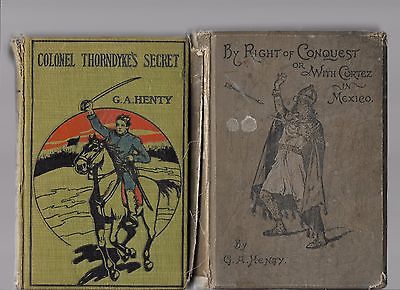 COLONEL THORNDYKE'S SECRET
G.A. HENTY
BY RIGHT OF CONQUEST
OR
WITH CORTEZ
IN
MEXICO.
BY
G. A. HENTY.